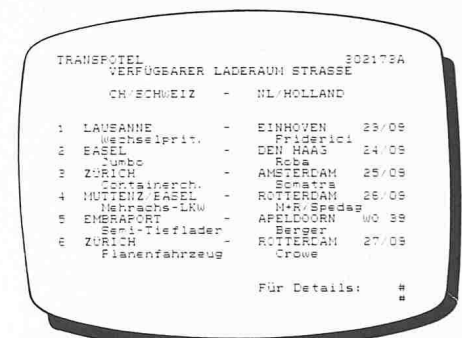 TRANSPOTEL 302173A
VERFÜGBARER LADERAUM STRASSE
CH/SCHWEIZ - NL/HOLLAND
1 LAUSANNE - EINHOVEN 23/09
Wechselprit. Friderici
2 BASEL - DEN HAAG 24/09
Jumbo Roba
3 ZÜRICH - AMSTERDAM 25/09
Containerch. Somatra
4 MUTTENZ/BASEL - ROTTERDAM 26/09
Mehrachs-LKW M+R/Spedag
5 EMBRAPORT - APELDOORN WO 39
Semi-Tieflader Berger
6 ZÜRICH - ROTTERDAM 27/09
Planenfahrzeug Crowe
Für Details: #
#